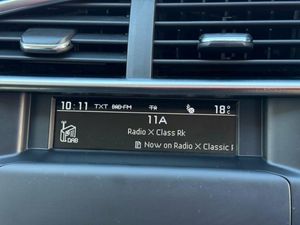 10:11 TXT DAB-FM TA 18°C
11A
Radio X Class Rk
Now on Radio X Classic
DAB